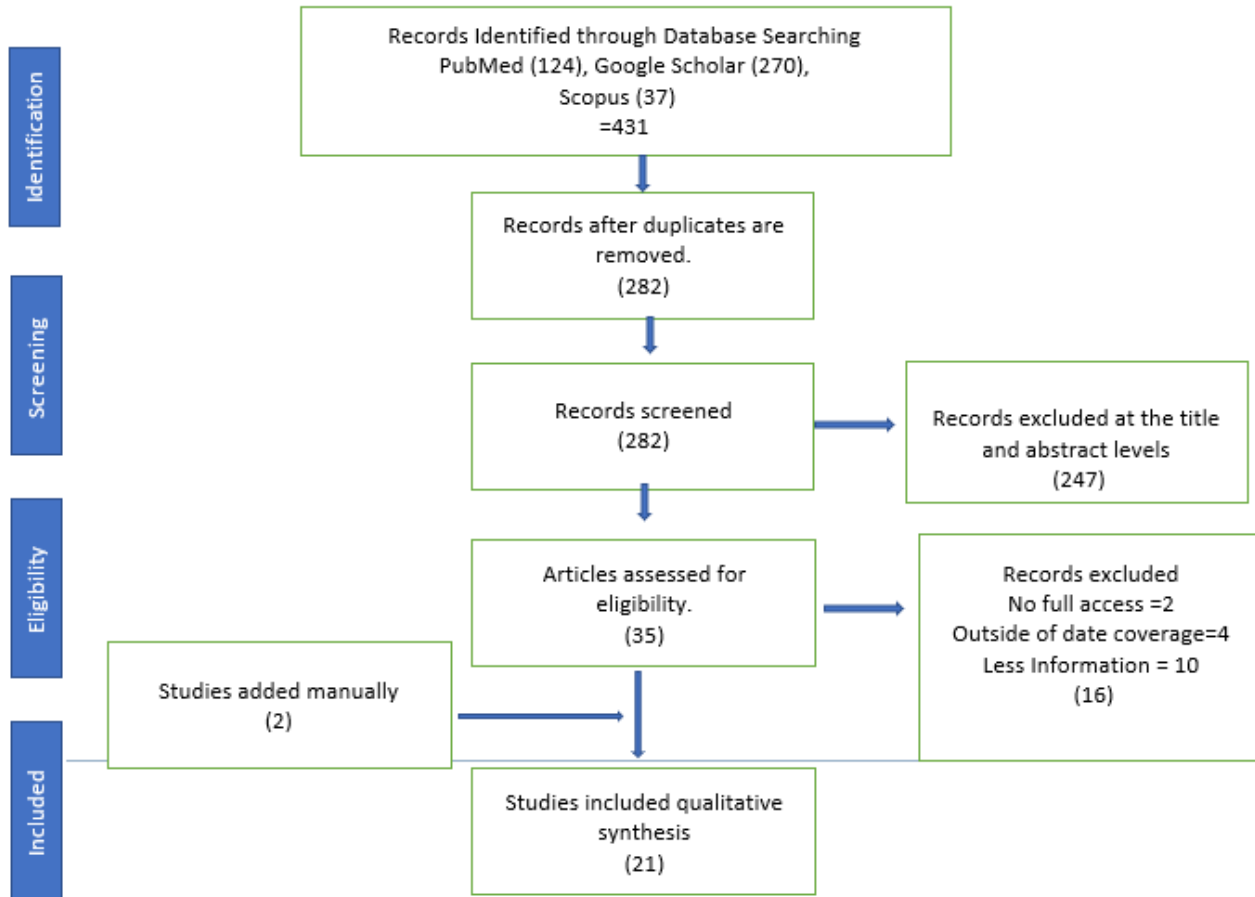 Identification
Records Identified through Database Searching
PubMed (124), Google Scholar (270),
Scopus (37)
=431
Records after duplicates are
removed.
(282)
Screening
Records screened
(282)
Records excluded at the title
and abstract levels
(247)
Eligibility
Articles assessed for
eligibility.
(35)
Records excluded
No full access =2
Outside of date coverage=4
Less Information = 10
(16)
Studies added manually
(2)
Included
Studies included qualitative
synthesis
(21)